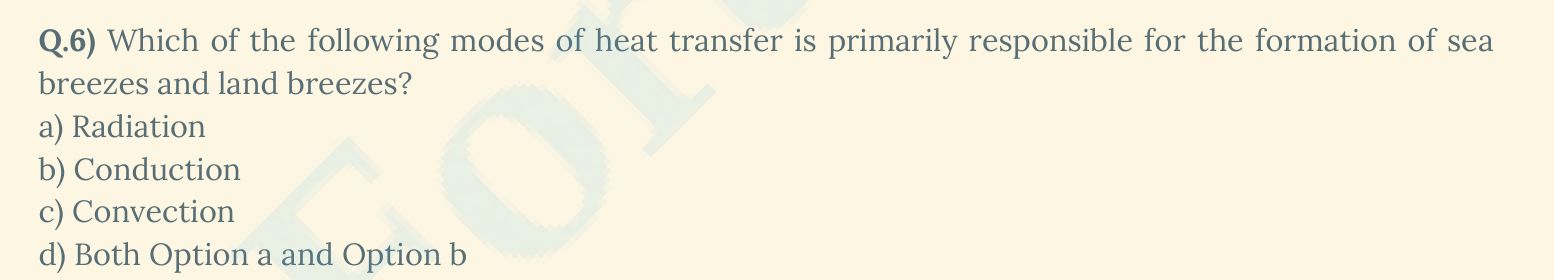 Q.6) Which of the following modes of heat transfer is primarily responsible for the formation of sea
breezes and land breezes?
a) Radiation
b) Conduction
c) Convection
d) Both Option a and Option b
For